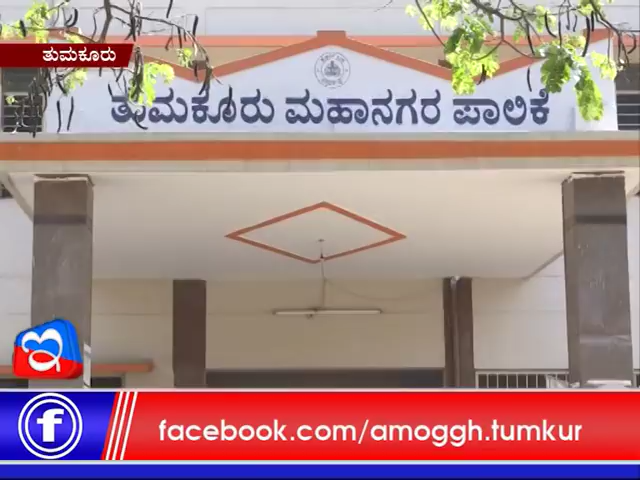 ತುಮಕೂರು
ತುಮಕೂರು ಮಹಾನಗರ ಪಾಲಿಕೆ
facebook.com/amoggh.tumkur